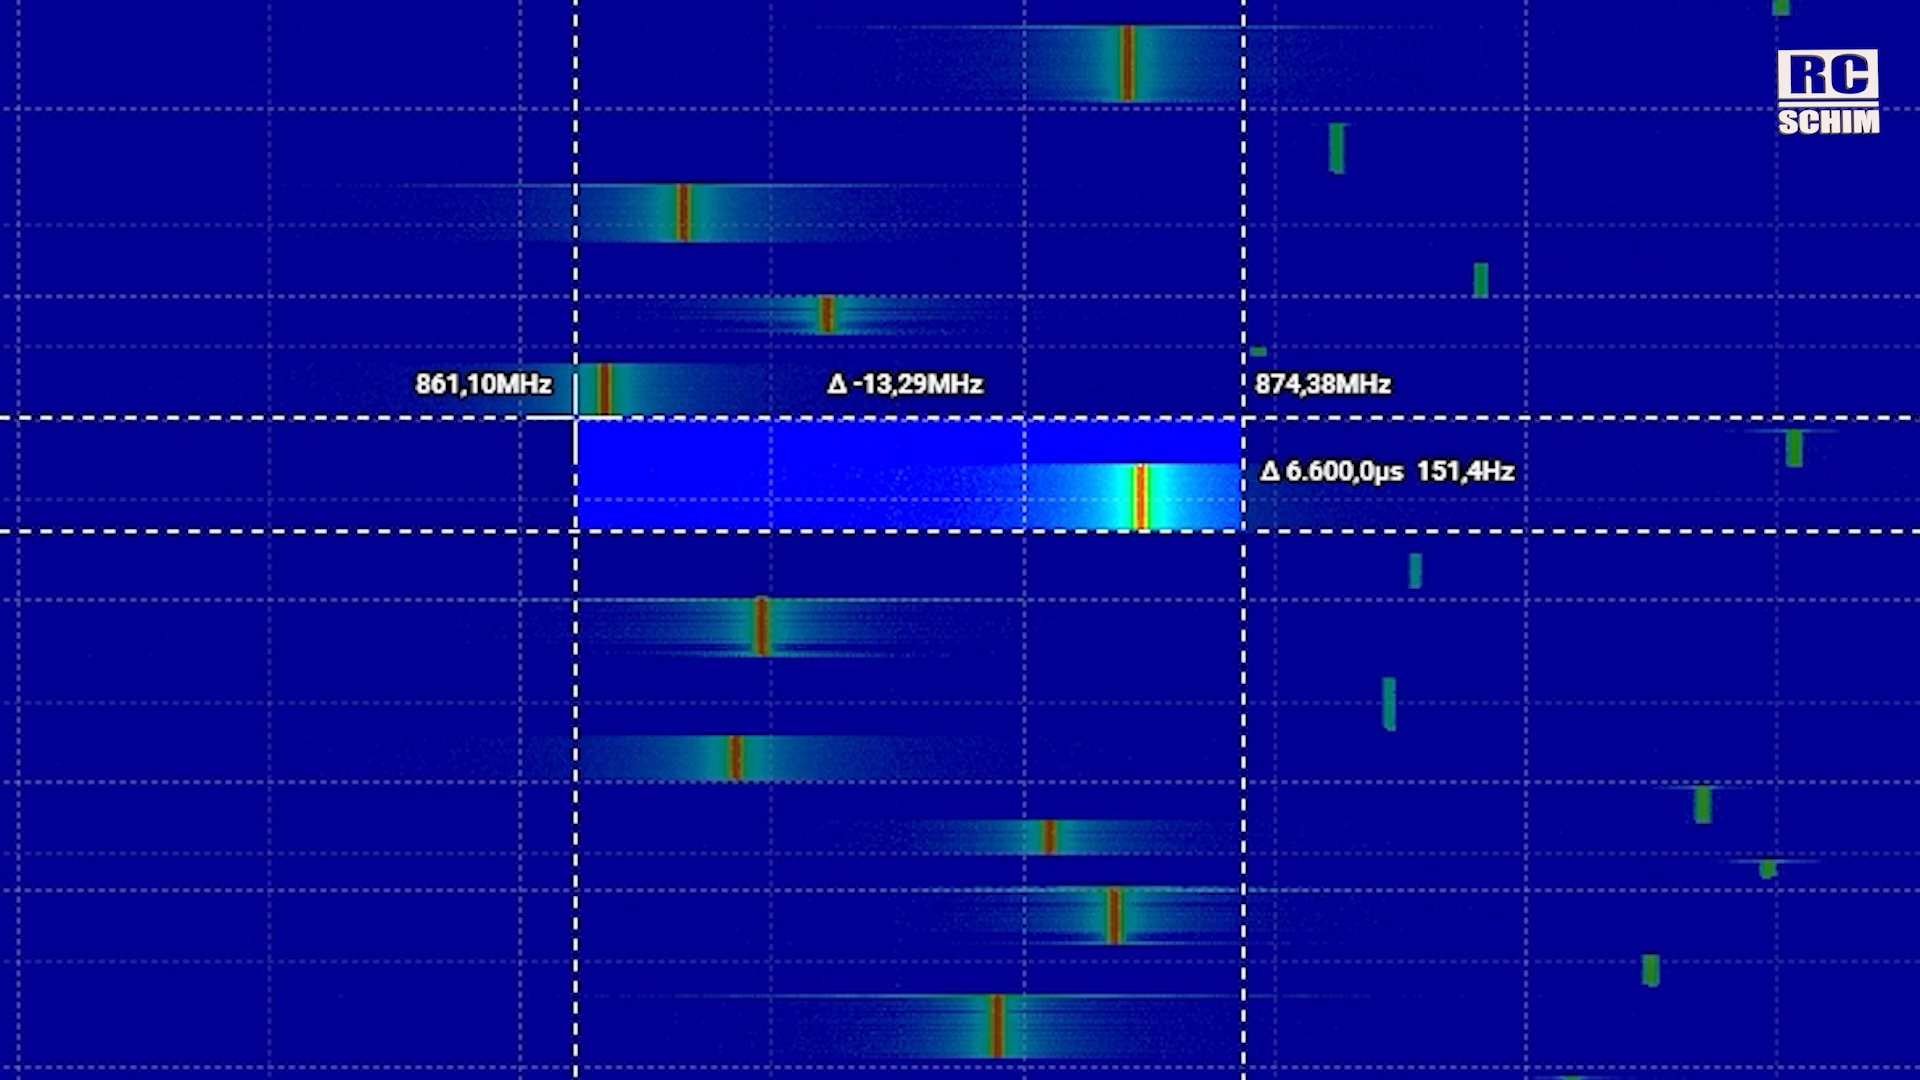 RC
SCHIM
861,10MHz Δ -13,29MHz 874,38MHz
Δ 6.600,0µs 151,4Hz